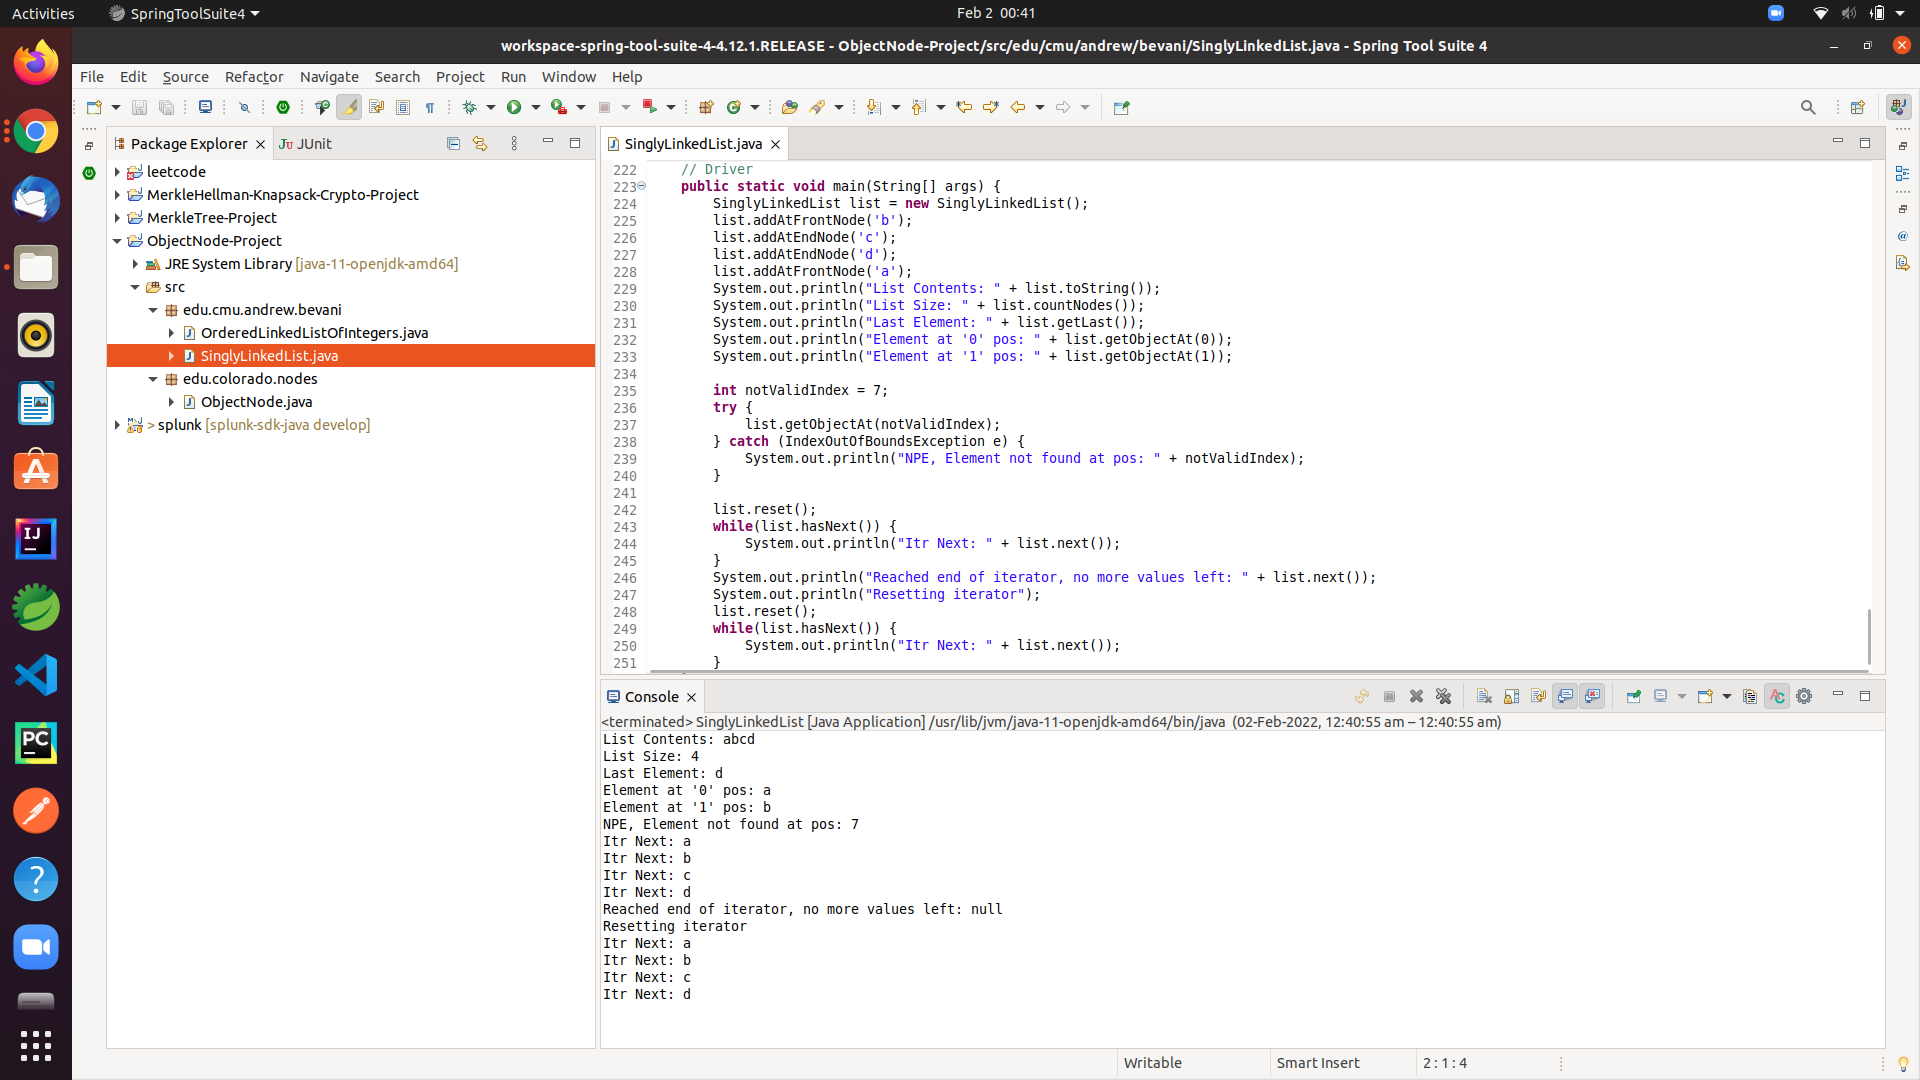 Activities SpringToolSuite4 Feb 2 00:41
workspace-spring-tool-suite-4-4.12.1.RELEASE - ObjectNode-Project/src/edu/cmu/andrew/bevani/SinglyLinkedList.java - Spring Tool Suite 4
File Edit Source Refactor Navigate Search Project Run Window Help
Package Explorer JUnit
leetcode
MerkleHellman-Knapsack-Crypto-Project
MerkleTree-Project
ObjectNode-Project
JRE System Library [java-11-openjdk-amd64]
src
edu.cmu.andrew.bevani
OrderedLinkedListOfIntegers.java
SinglyLinkedList.java
edu.colorado.nodes
ObjectNode.java
> splunk [splunk-sdk-java develop]
SinglyLinkedList.java
222     // Driver
223     public static void main(String[] args) {
224         SinglyLinkedList list = new SinglyLinkedList();
225         list.addAtFrontNode('b');
226         list.addAtEndNode('c');
227         list.addAtEndNode('d');
228         list.addAtFrontNode('a');
229         System.out.println("List Contents: " + list.toString());
230         System.out.println("List Size: " + list.countNodes());
231         System.out.println("Last Element: " + list.getLast());
232         System.out.println("Element at '0' pos: " + list.getObjectAt(0));
233         System.out.println("Element at '1' pos: " + list.getObjectAt(1));
234
235         int notValidIndex = 7;
236         try {
237             list.getObjectAt(notValidIndex);
238         } catch (IndexOutOfBoundsException e) {
239             System.out.println("NPE, Element not found at pos: " + notValidIndex);
240         }
241
242         list.reset();
243         while(list.hasNext()) {
244             System.out.println("Itr Next: " + list.next());
245         }
246         System.out.println("Reached end of iterator, no more values left: " + list.next());
247         System.out.println("Resetting iterator");
248         list.reset();
249         while(list.hasNext()) {
250             System.out.println("Itr Next: " + list.next());
251         }
Console
<terminated> SinglyLinkedList [Java Application] /usr/lib/jvm/java-11-openjdk-amd64/bin/java (02-Feb-2022, 12:40:55 am – 12:40:55 am)
List Contents: abcd
List Size: 4
Last Element: d
Element at '0' pos: a
Element at '1' pos: b
NPE, Element not found at pos: 7
Itr Next: a
Itr Next: b
Itr Next: c
Itr Next: d
Reached end of iterator, no more values left: null
Resetting iterator
Itr Next: a
Itr Next: b
Itr Next: c
Itr Next: d
Writable Smart Insert 2 : 1 : 4